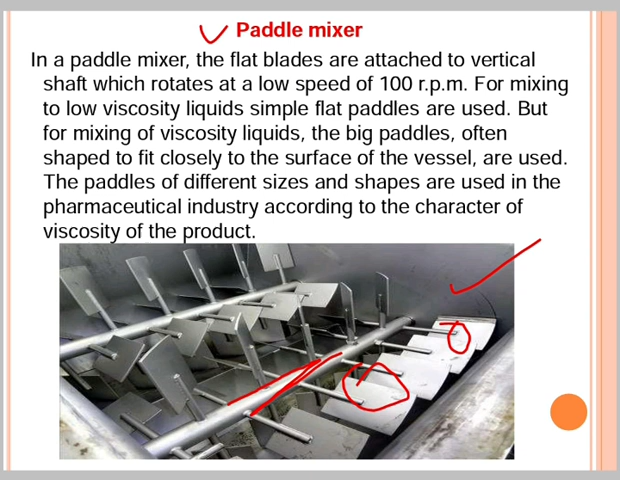 Paddle mixer
In a paddle mixer, the flat blades are attached to vertical
shaft which rotates at a low speed of 100 r.p.m. For mixing
to low viscosity liquids simple flat paddles are used. But
for mixing of viscosity liquids, the big paddles, often
shaped to fit closely to the surface of the vessel, are used.
The paddles of different sizes and shapes are used in the
pharmaceutical industry according to the character of
viscosity of the product.